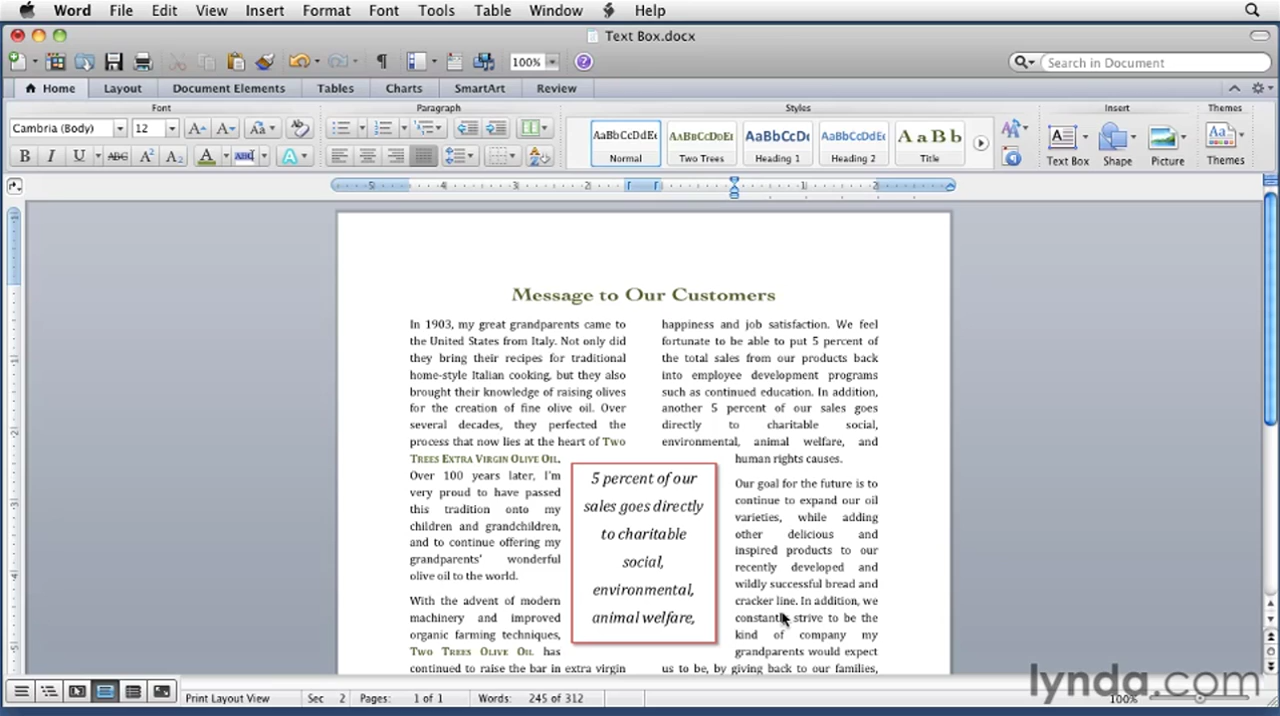 Word File Edit View Insert Format Font Tools Table Window Help
Text Box.docx
100% Search in Document
Home Layout Document Elements Tables Charts SmartArt Review
Font Paragraph Styles Insert Themes
Cambria (Body) 12
AaBbCcDdEe AaBbCcDdEe AaBbCcDd AaBbCcDdEe AaBb
Normal Two Trees Heading 1 Heading 2 Title
Text Box Shape Picture Themes
Message to Our Customers
In 1903, my great grandparents came to
the United States from Italy. Not only did
they bring their recipes for traditional
home-style Italian cooking, but they also
brought their knowledge of raising olives
for the creation of fine olive oil. Over
several decades, they perfected the
process that now lies at the heart of Two
Trees Extra Virgin Olive Oil.
Over 100 years later, I'm
very proud to have passed
this tradition onto my
children and grandchildren,
and to continue offering my
grandparents' wonderful
olive oil to the world.
With the advent of modern
machinery and improved
organic farming techniques,
Two Trees Olive Oil has
continued to raise the bar in extra virgin
5 percent of our
sales goes directly
to charitable
social,
environmental,
animal welfare,
happiness and job satisfaction. We feel
fortunate to be able to put 5 percent of
the total sales from our products back
into employee development programs
such as continued education. In addition,
another 5 percent of our sales goes
directly to charitable social,
environmental, animal welfare, and
human rights causes.
Our goal for the future is to
continue to expand our oil
varieties, while adding
other delicious and
inspired products to our
recently developed and
wildly successful bread and
cracker line. In addition, we
constantly strive to be the
kind of company my
grandparents would expect
us to be, by giving back to our families,
Print Layout View Sec 2 Pages: 1 of 1 Words: 245 of 312 100%
lynda.com